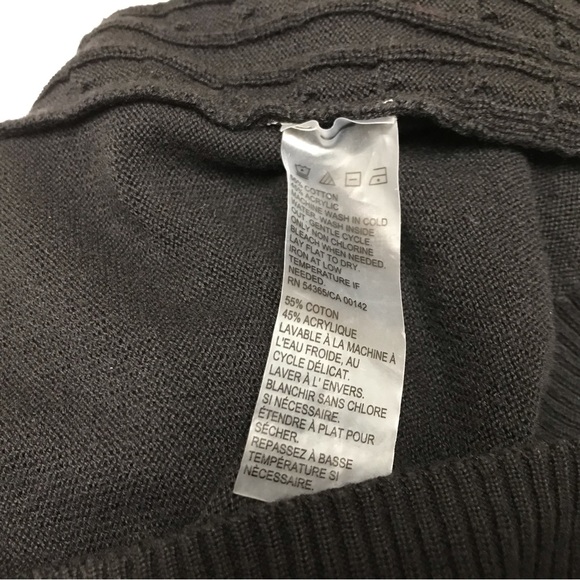 55% COTTON
45% ACRYLIC
MACHINE WASH IN COLD
WATER, WASH INSIDE
OUT, GENTLE CYCLE.
ONLY NON CHLORINE
BLEACH WHEN NEEDED.
LAY FLAT TO DRY.
IRON AT LOW
TEMPERATURE IF
NEEDED.
RN 54365/CA 00142
55% COTON
45% ACRYLIQUE
LAVABLE À LA MACHINE À
L'EAU FROIDE, AU
CYCLE DÉLICAT.
LAVER À L' ENVERS.
BLANCHIR SANS CHLORE
SI NÉCESSAIRE.
ÉTENDRE À PLAT POUR
SÉCHER.
REPASSEZ À BASSE
TEMPÉRATURE SI
NÉCESSAIRE.